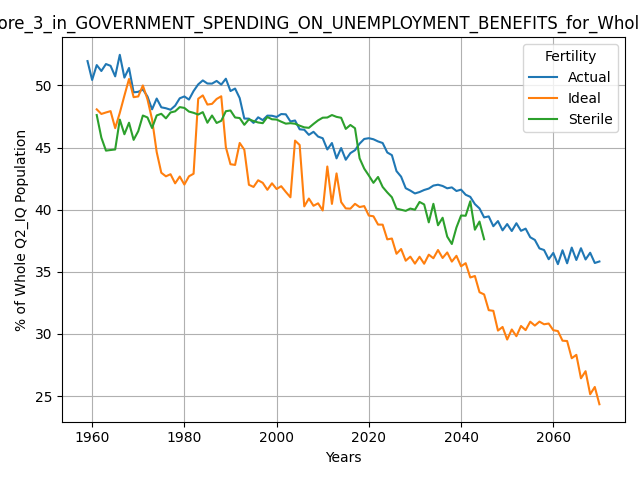 ore_3_in_GOVERNMENT_SPENDING_ON_UNEMPLOYMENT_BENEFITS_for_Whol
Fertility
Actual
Ideal
Sterile
% of Whole Q2_IQ Population
50
45
40
35
30
25
1960
1980
2000
2020
2040
2060
Years